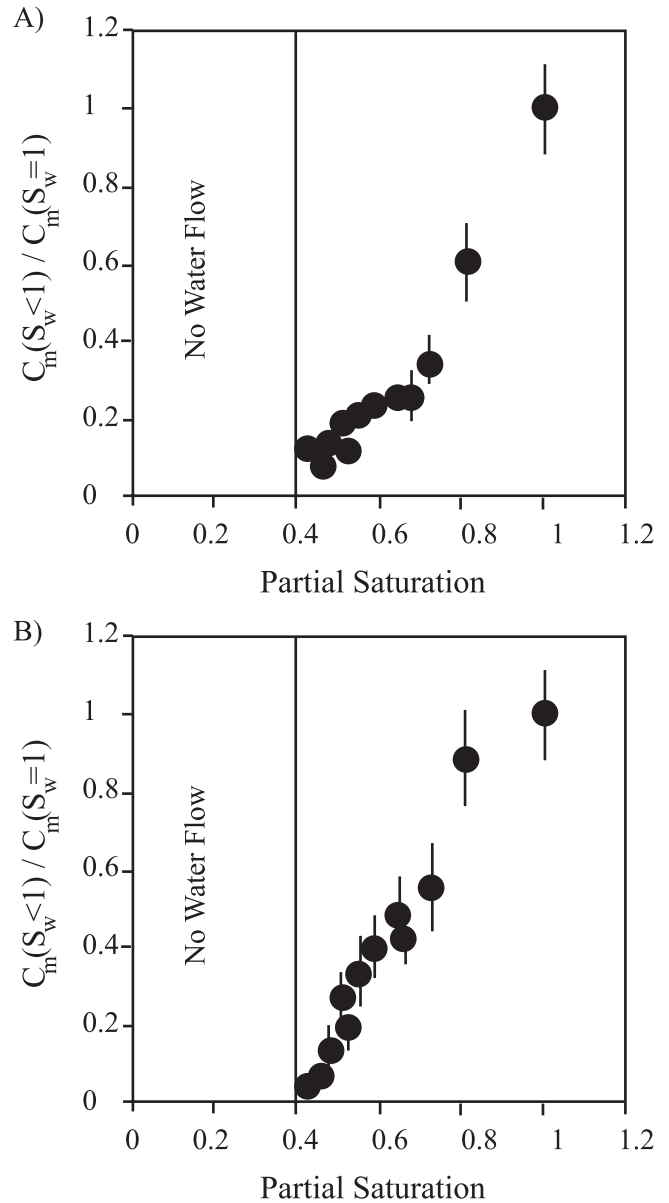 A)
1.2
1
0.8
0.6
0.4
0.2
0
C_m(S_w<1) / C_m(S_w=1)
No Water Flow
0 0.2 0.4 0.6 0.8 1 1.2
Partial Saturation
B)
1.2
1
0.8
0.6
0.4
0.2
0
C_m(S_w<1) / C_m(S_w=1)
No Water Flow
0 0.2 0.4 0.6 0.8 1 1.2
Partial Saturation